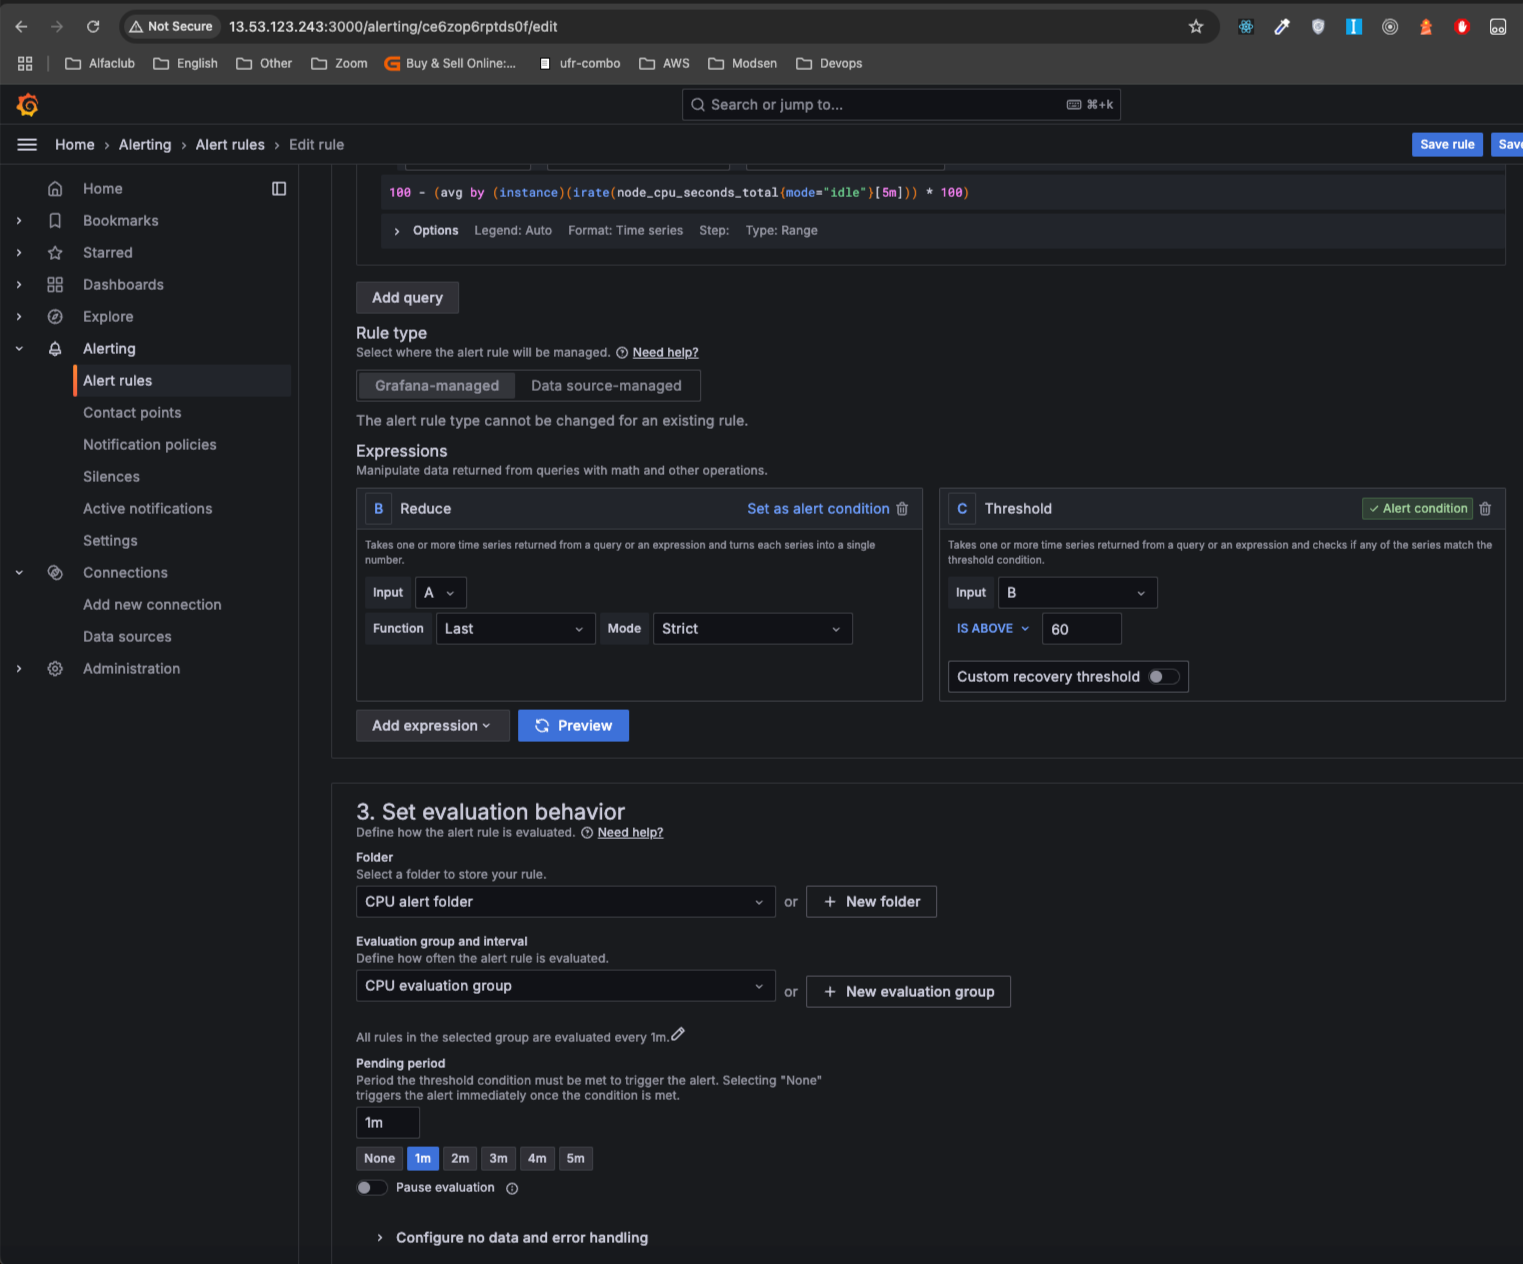 Not Secure 13.53.123.243:3000/alerting/ce6zop6rptds0f/edit
Alfaclub English Other Zoom Buy & Sell Online:... ufr-combo AWS Modsen Devops
Search or jump to... ⌘+k
Home › Alerting › Alert rules › Edit rule
Save rule
Save
Home
Bookmarks
Starred
Dashboards
Explore
Alerting
Alert rules
Contact points
Notification policies
Silences
Active notifications
Settings
Connections
Add new connection
Data sources
Administration
100 - (avg by (instance)(irate(node_cpu_seconds_total{mode="idle"}[5m])) * 100)
Options Legend: Auto Format: Time series Step: Type: Range
Add query
Rule type
Select where the alert rule will be managed. Need help?
Grafana-managed Data source-managed
The alert rule type cannot be changed for an existing rule.
Expressions
Manipulate data returned from queries with math and other operations.
B Reduce Set as alert condition
Takes one or more time series returned from a query or an expression and turns each series into a single
number.
Input A
Function Last Mode Strict
C Threshold Alert condition
Takes one or more time series returned from a query or an expression and checks if any of the series match the
threshold condition.
Input B
IS ABOVE 60
Custom recovery threshold
Add expression Preview
3. Set evaluation behavior
Define how the alert rule is evaluated. Need help?
Folder
Select a folder to store your rule.
CPU alert folder or + New folder
Evaluation group and interval
Define how often the alert rule is evaluated.
CPU evaluation group or + New evaluation group
All rules in the selected group are evaluated every 1m.
Pending period
Period the threshold condition must be met to trigger the alert. Selecting "None"
triggers the alert immediately once the condition is met.
1m
None 1m 2m 3m 4m 5m
Pause evaluation
Configure no data and error handling